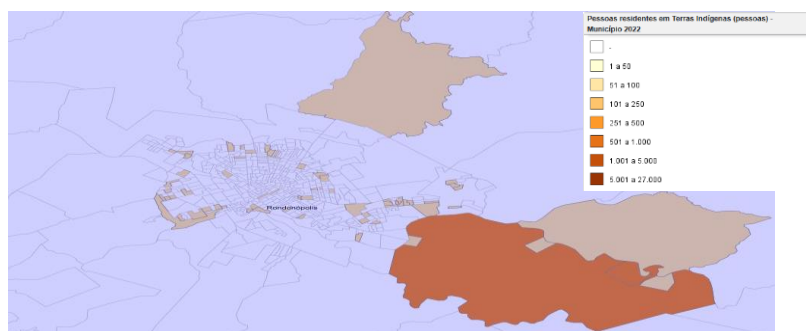 Pessoas residentes em Terras Indígenas (pessoas) -
Município 2022
-
1 a 50
51 a 100
101 a 250
251 a 500
501 a 1.000
1.001 a 5.000
5.001 a 27.000
Rondonópolis